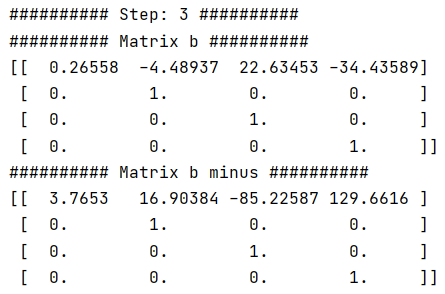 ########## Step: 3 ##########
########## Matrix b ##########
[[  0.26558  -4.48937  22.63453 -34.43589]
 [  0.        1.        0.        0.     ]
 [  0.        0.        1.        0.     ]
 [  0.        0.        0.        1.     ]]
########## Matrix b minus ##########
[[  3.7653   16.90384 -85.22587 129.6616 ]
 [  0.        1.        0.        0.     ]
 [  0.        0.        1.        0.     ]
 [  0.        0.        0.        1.     ]]